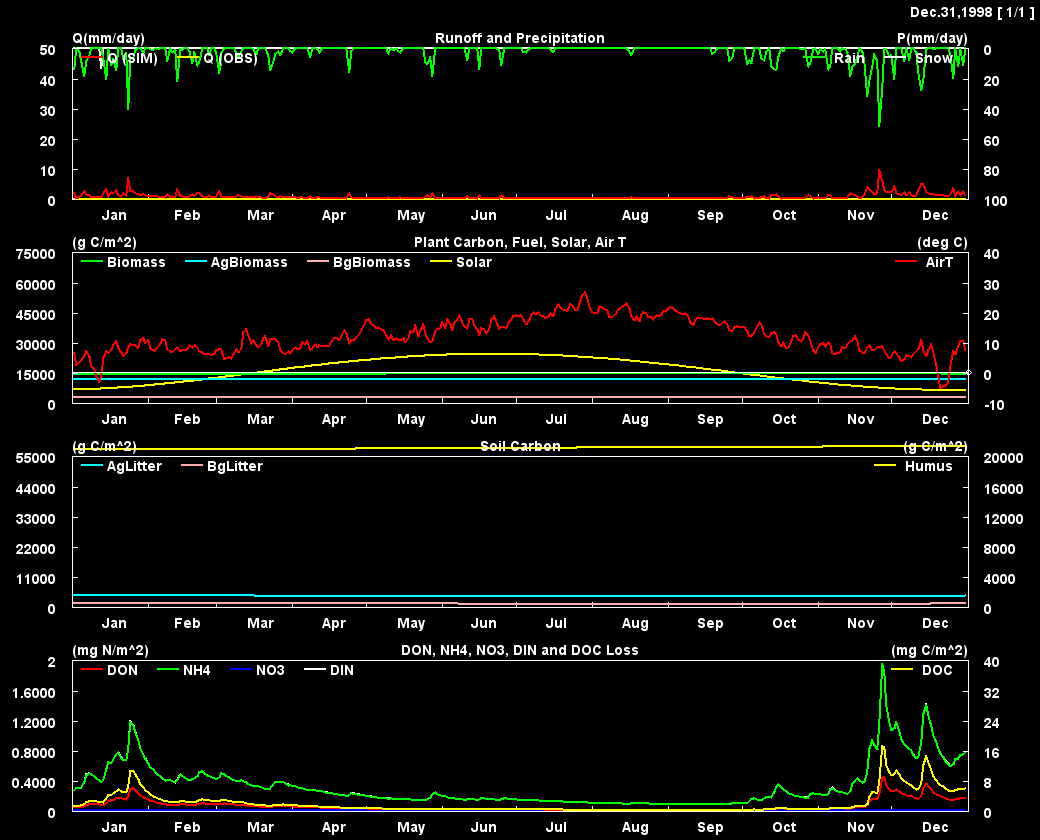 Dec.31,1998 [ 1/1 ]
Q(mm/day) Runoff and Precipitation P(mm/day)
Q (SIM) Q (OBS) Rain Snow
50 0
40 20
30 40
20 60
10 80
0 100
Jan Feb Mar Apr May Jun Jul Aug Sep Oct Nov Dec
(g C/m^2) Plant Carbon, Fuel, Solar, Air T (deg C)
75000 40
Biomass AgBiomass BgBiomass Solar AirT
60000 30
45000 20
30000 10
15000 0
0 -10
Jan Feb Mar Apr May Jun Jul Aug Sep Oct Nov Dec
(g C/m^2) Soil Carbon (g C/m^2)
55000 20000
AgLitter BgLitter Humus
44000 16000
33000 12000
22000 8000
11000 4000
0 0
Jan Feb Mar Apr May Jun Jul Aug Sep Oct Nov Dec
(mg N/m^2) DON, NH4, NO3, DIN and DOC Loss (mg C/m^2)
2 40
DON NH4 NO3 DIN DOC
1.6000 32
1.2000 24
0.8000 16
0.4000 8
0 0
Jan Feb Mar Apr May Jun Jul Aug Sep Oct Nov Dec